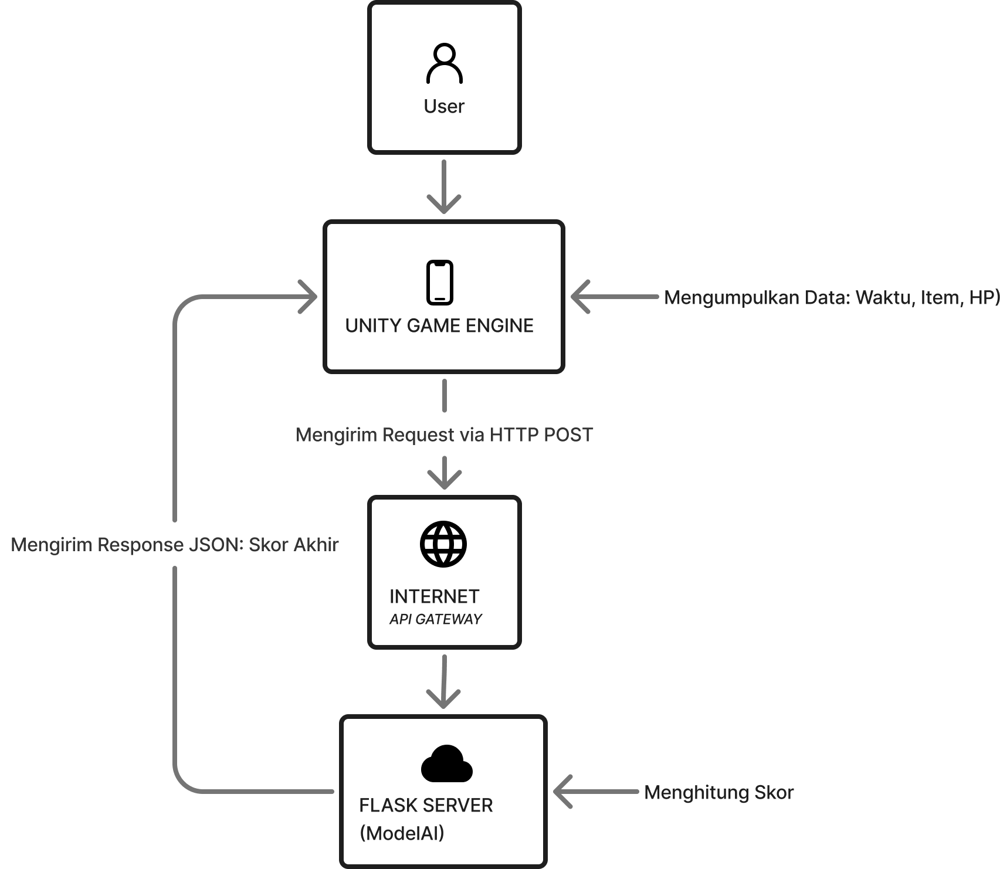 User
UNITY GAME ENGINE
Mengumpulkan Data: Waktu, Item, HP)
Mengirim Request via HTTP POST
Mengirim Response JSON: Skor Akhir
INTERNET
API GATEWAY
FLASK SERVER
(ModelAI)
Menghitung Skor